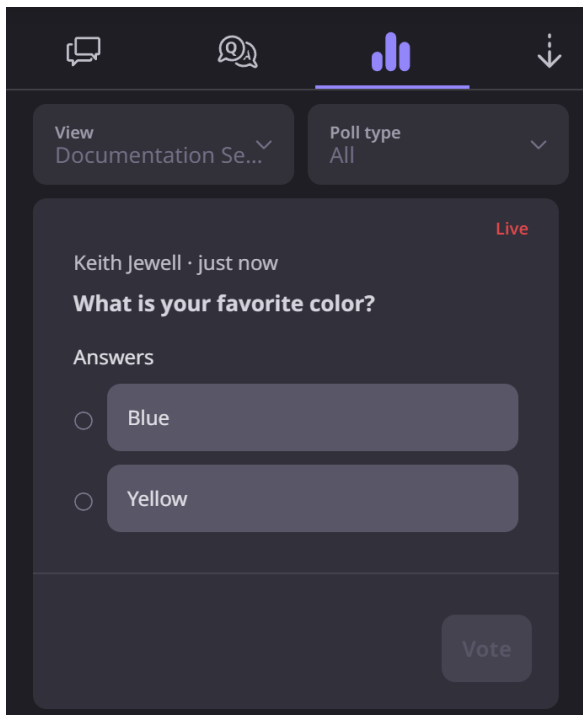 Q A
View
Documentation Se...
Poll type
All
Live
Keith Jewell · just now
What is your favorite color?
Answers
Blue
Yellow
Vote